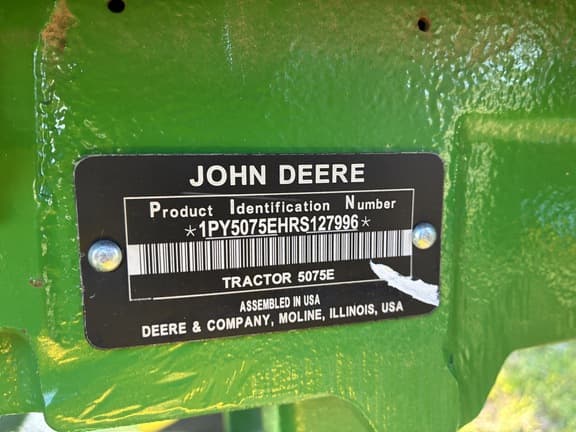 JOHN DEERE
Product Identification Number
*1PY5075EHRS127996*
TRACTOR 5075E
ASSEMBLED IN USA
DEERE & COMPANY, MOLINE, ILLINOIS, USA